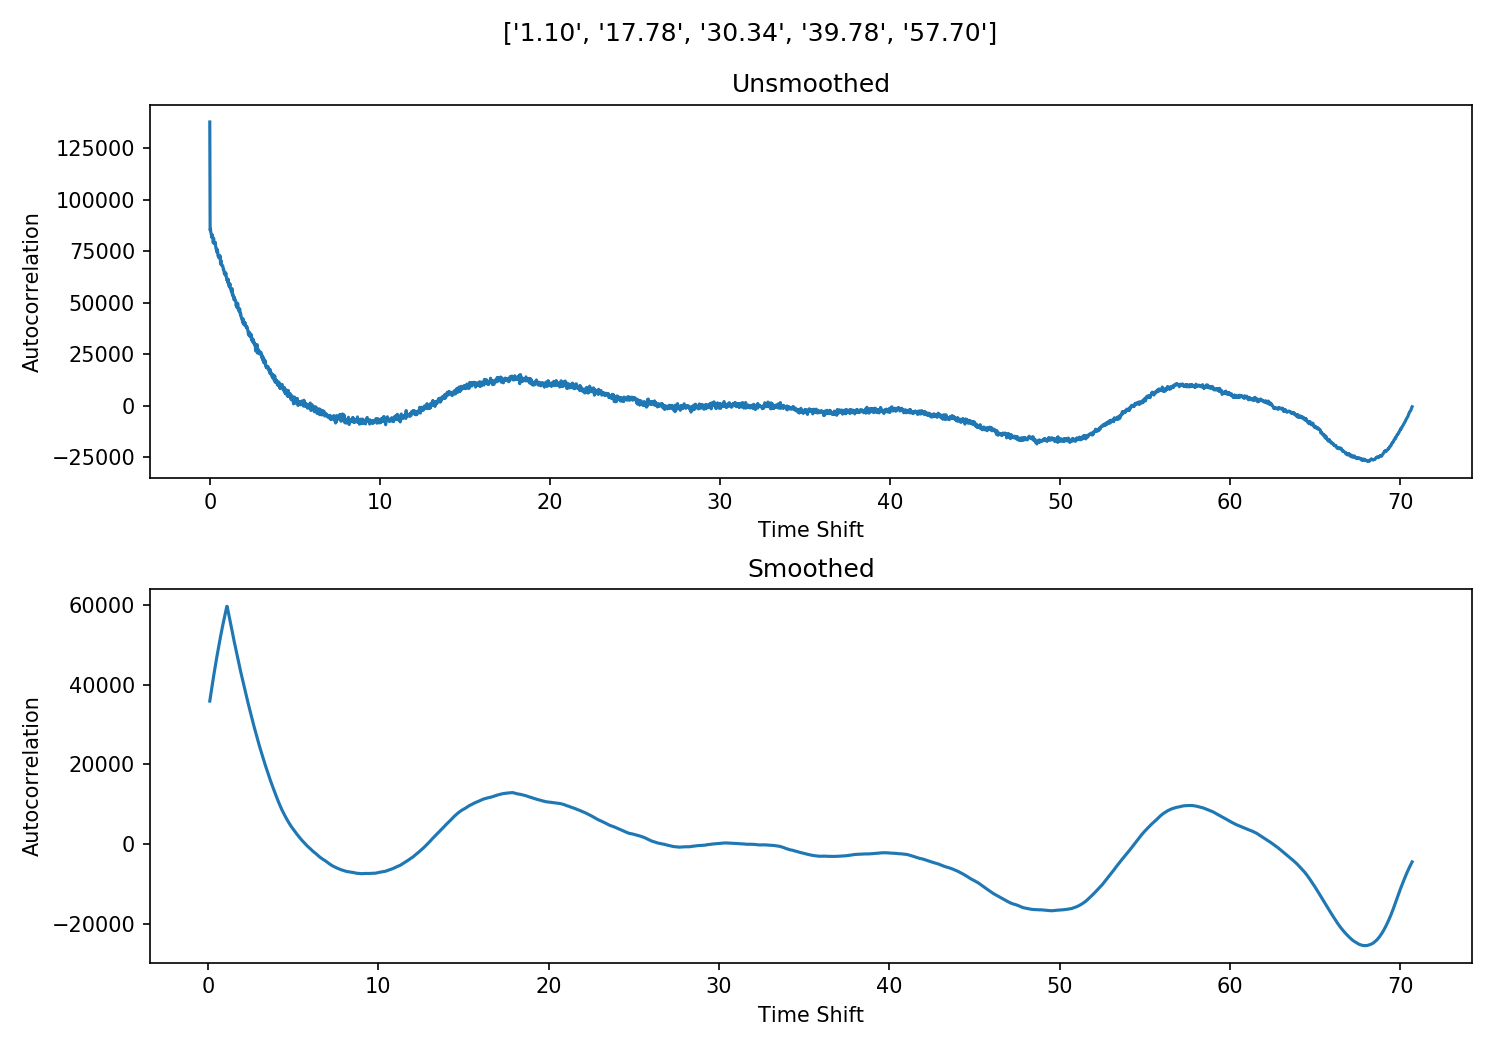 ['1.10', '17.78', '30.34', '39.78', '57.70']
Unsmoothed
Autocorrelation
125000
100000
75000
50000
25000
0
−25000
0 10 20 30 40 50 60 70
Time Shift
Smoothed
Autocorrelation
60000
40000
20000
0
−20000
0 10 20 30 40 50 60 70
Time Shift